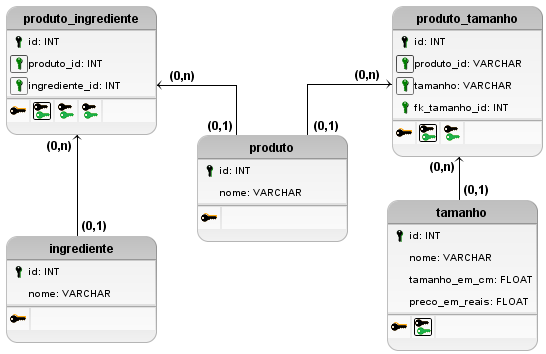 produto_ingrediente
id: INT
produto_id: INT
ingrediente_id: INT
produto_tamanho
id: INT
produto_id: VARCHAR
tamanho: VARCHAR
fk_tamanho_id: INT
(0,n)
(0,n)
(0,1)
(0,1)
produto
id: INT
nome: VARCHAR
(0,n)
(0,1)
ingrediente
id: INT
nome: VARCHAR
(0,n)
(0,1)
tamanho
id: INT
nome: VARCHAR
tamanho_em_cm: FLOAT
preco_em_reais: FLOAT